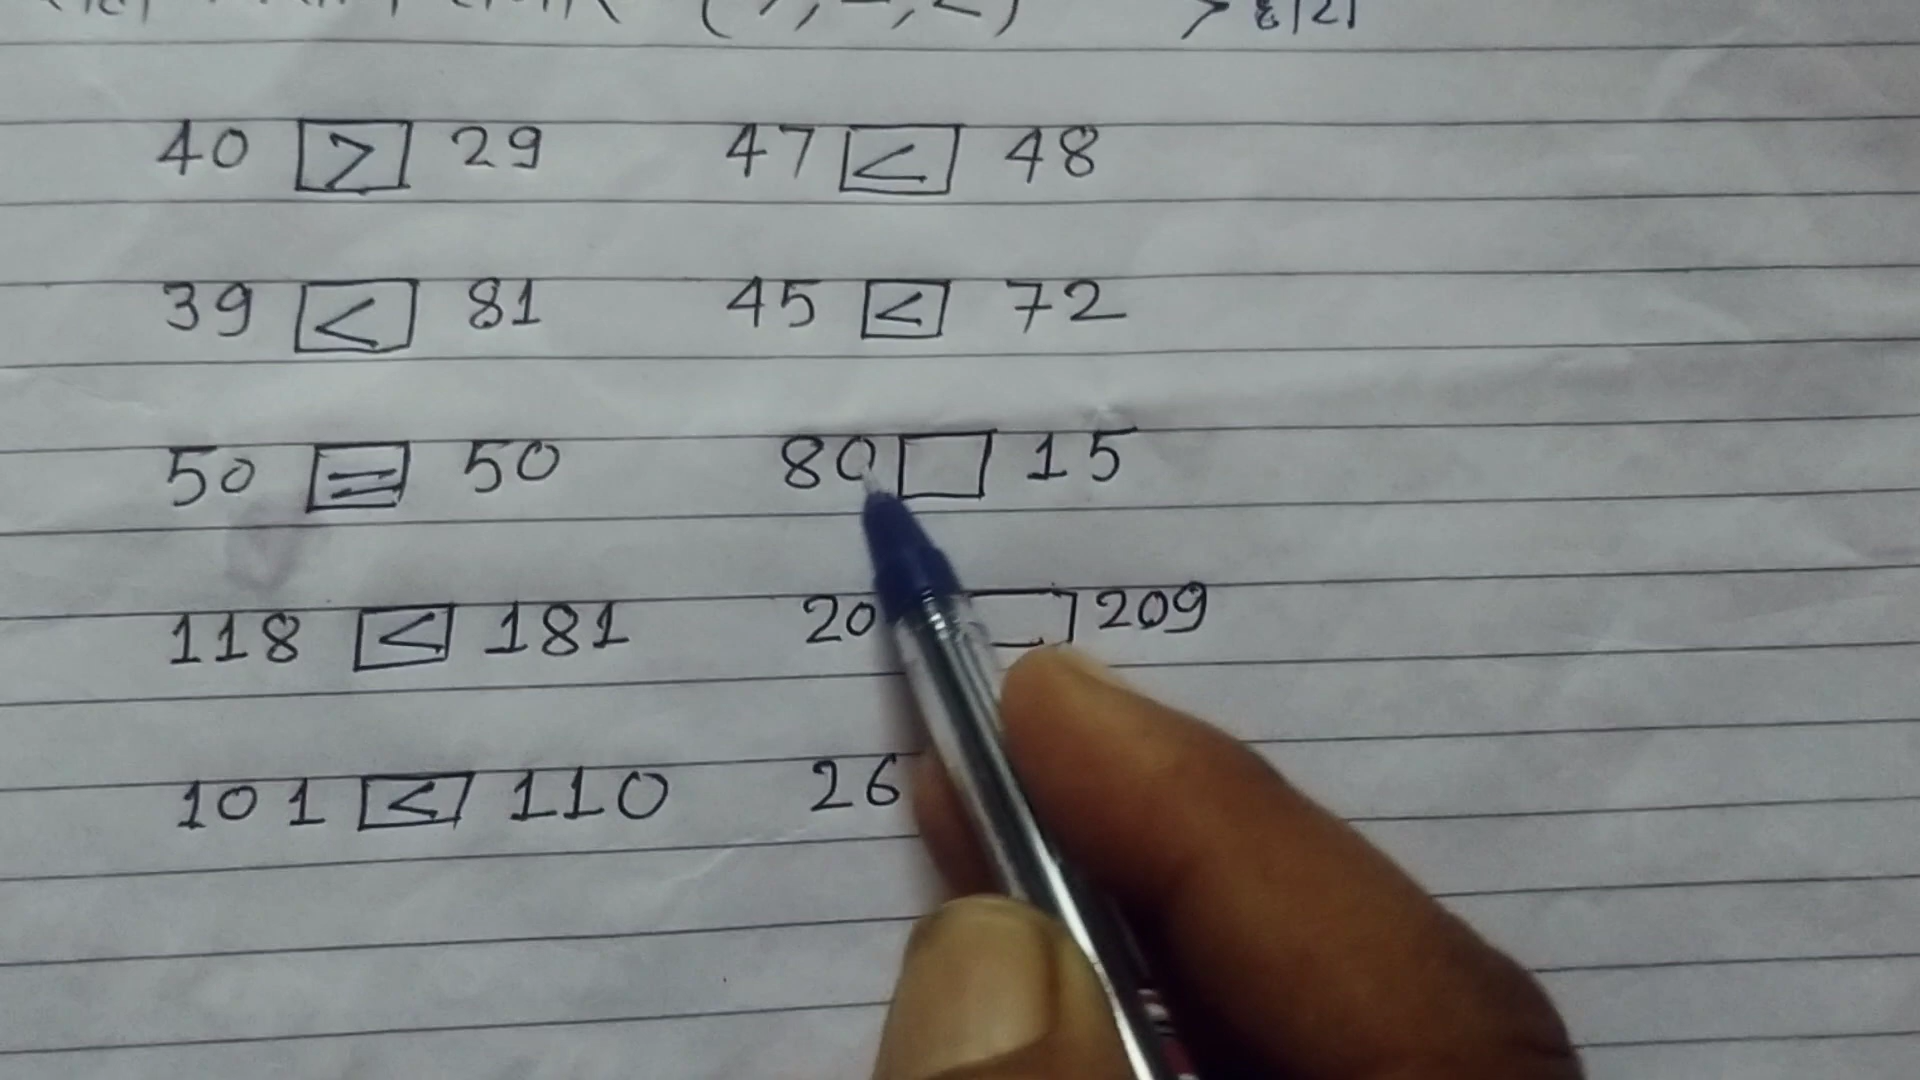 (>, =, <)
40 > 29 47 < 48
39 < 81 45 < 72
50 = 50 80 15
118 < 181 20 209
101 < 110 26